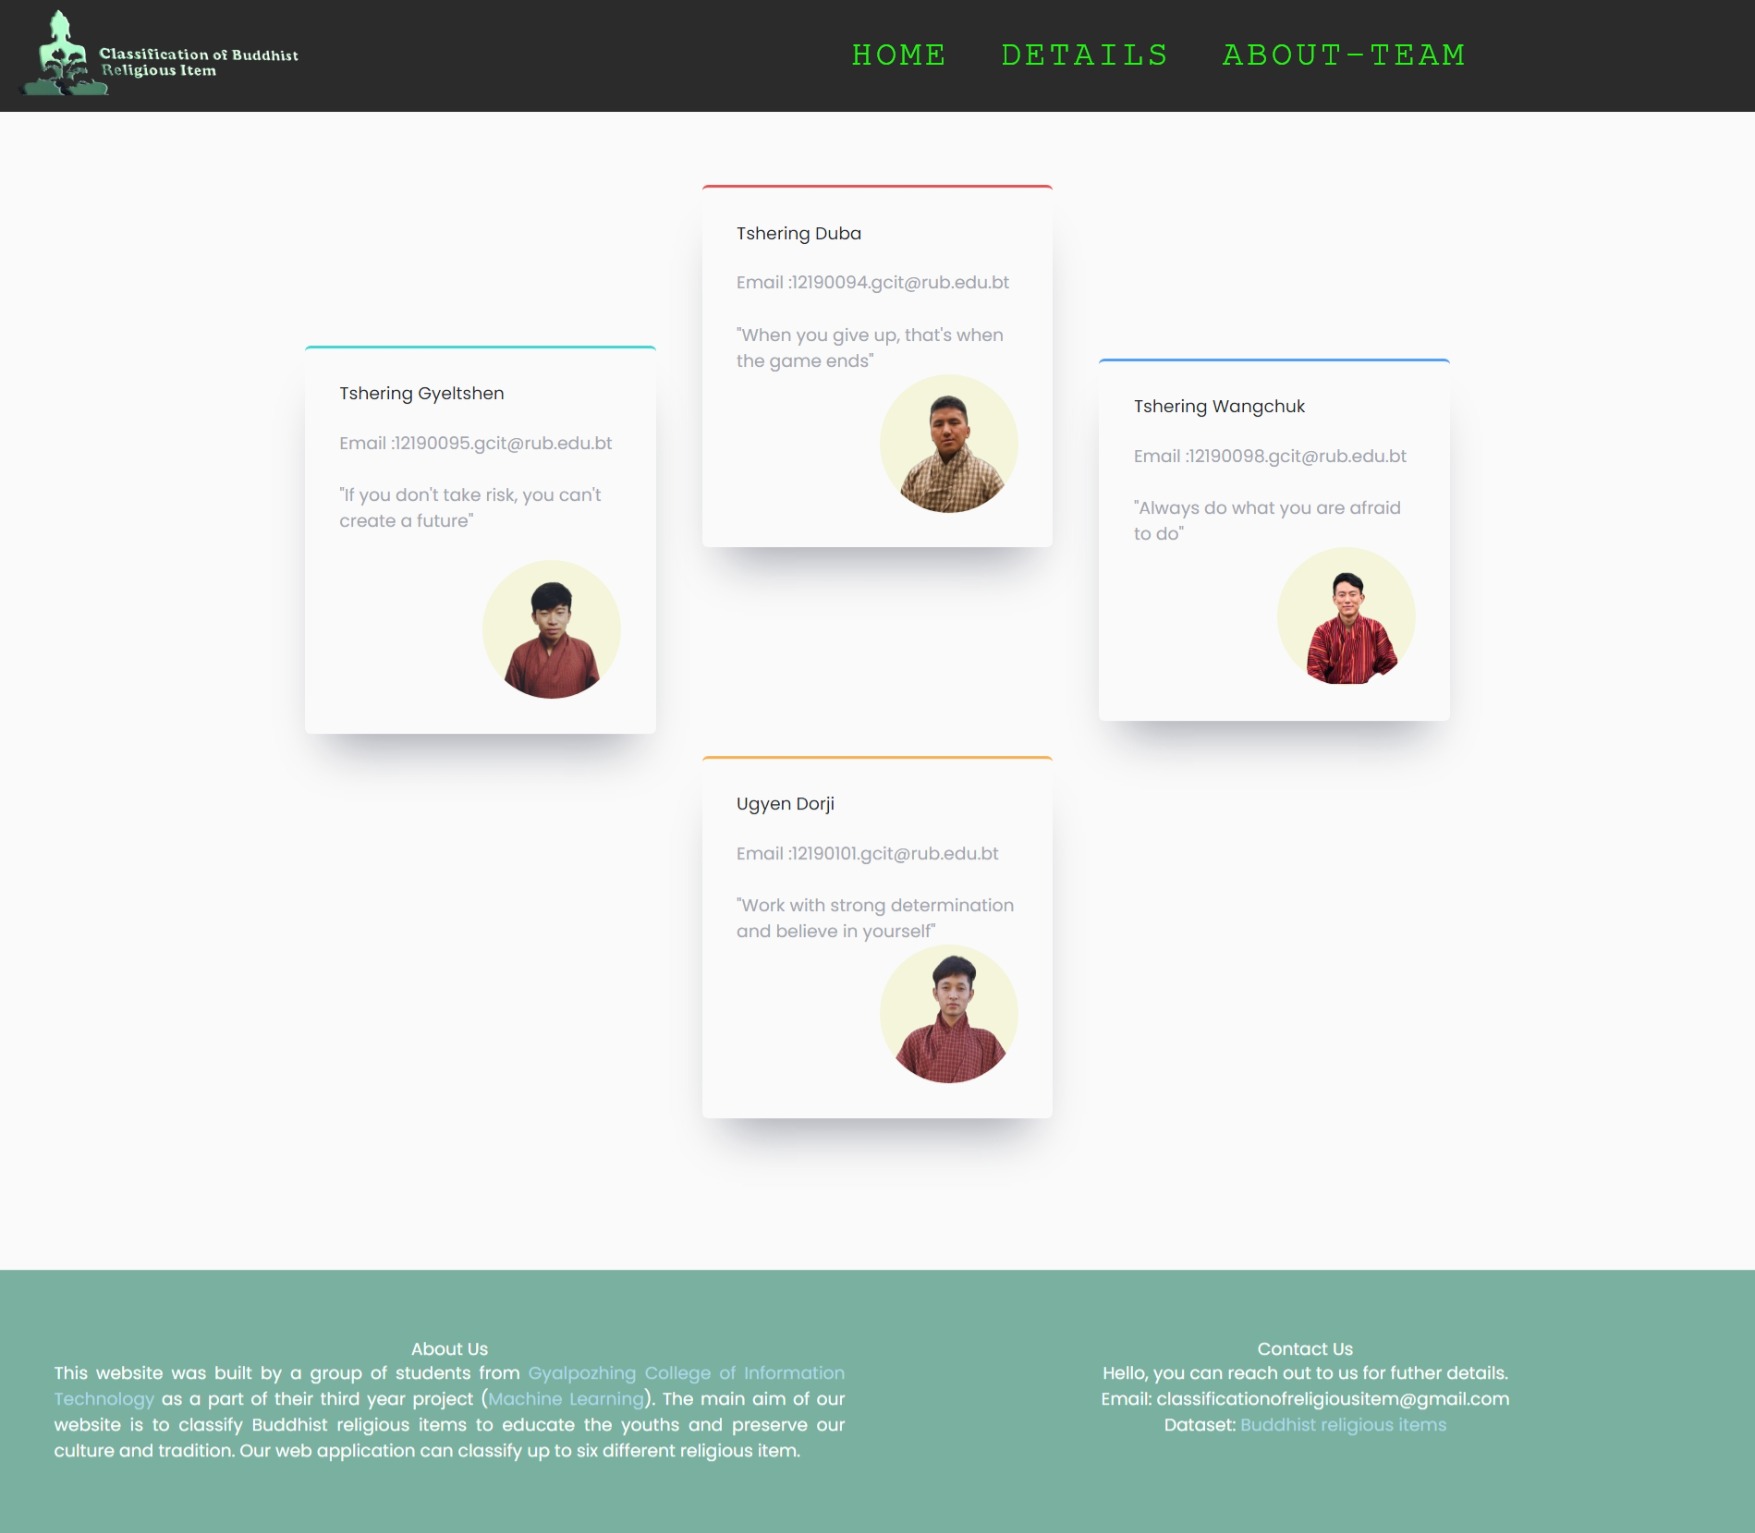 Classification of Buddhist
Religious Item
HOME DETAILS ABOUT-TEAM
Tshering Duba
Email :12190094.gcit@rub.edu.bt
"When you give up, that's when
the game ends"
Tshering Gyeltshen
Email :12190095.gcit@rub.edu.bt
"If you don't take risk, you can't
create a future"
Tshering Wangchuk
Email :12190098.gcit@rub.edu.bt
"Always do what you are afraid
to do"
Ugyen Dorji
Email :12190101.gcit@rub.edu.bt
"Work with strong determination
and believe in yourself"
About Us
This website was built by a group of students from Gyalpozhing College of Information
Technology as a part of their third year project (Machine Learning). The main aim of our
website is to classify Buddhist religious items to educate the youths and preserve our
culture and tradition. Our web application can classify up to six different religious item.
Contact Us
Hello, you can reach out to us for futher details.
Email: classificationofreligiousitem@gmail.com
Dataset: Buddhist religious items